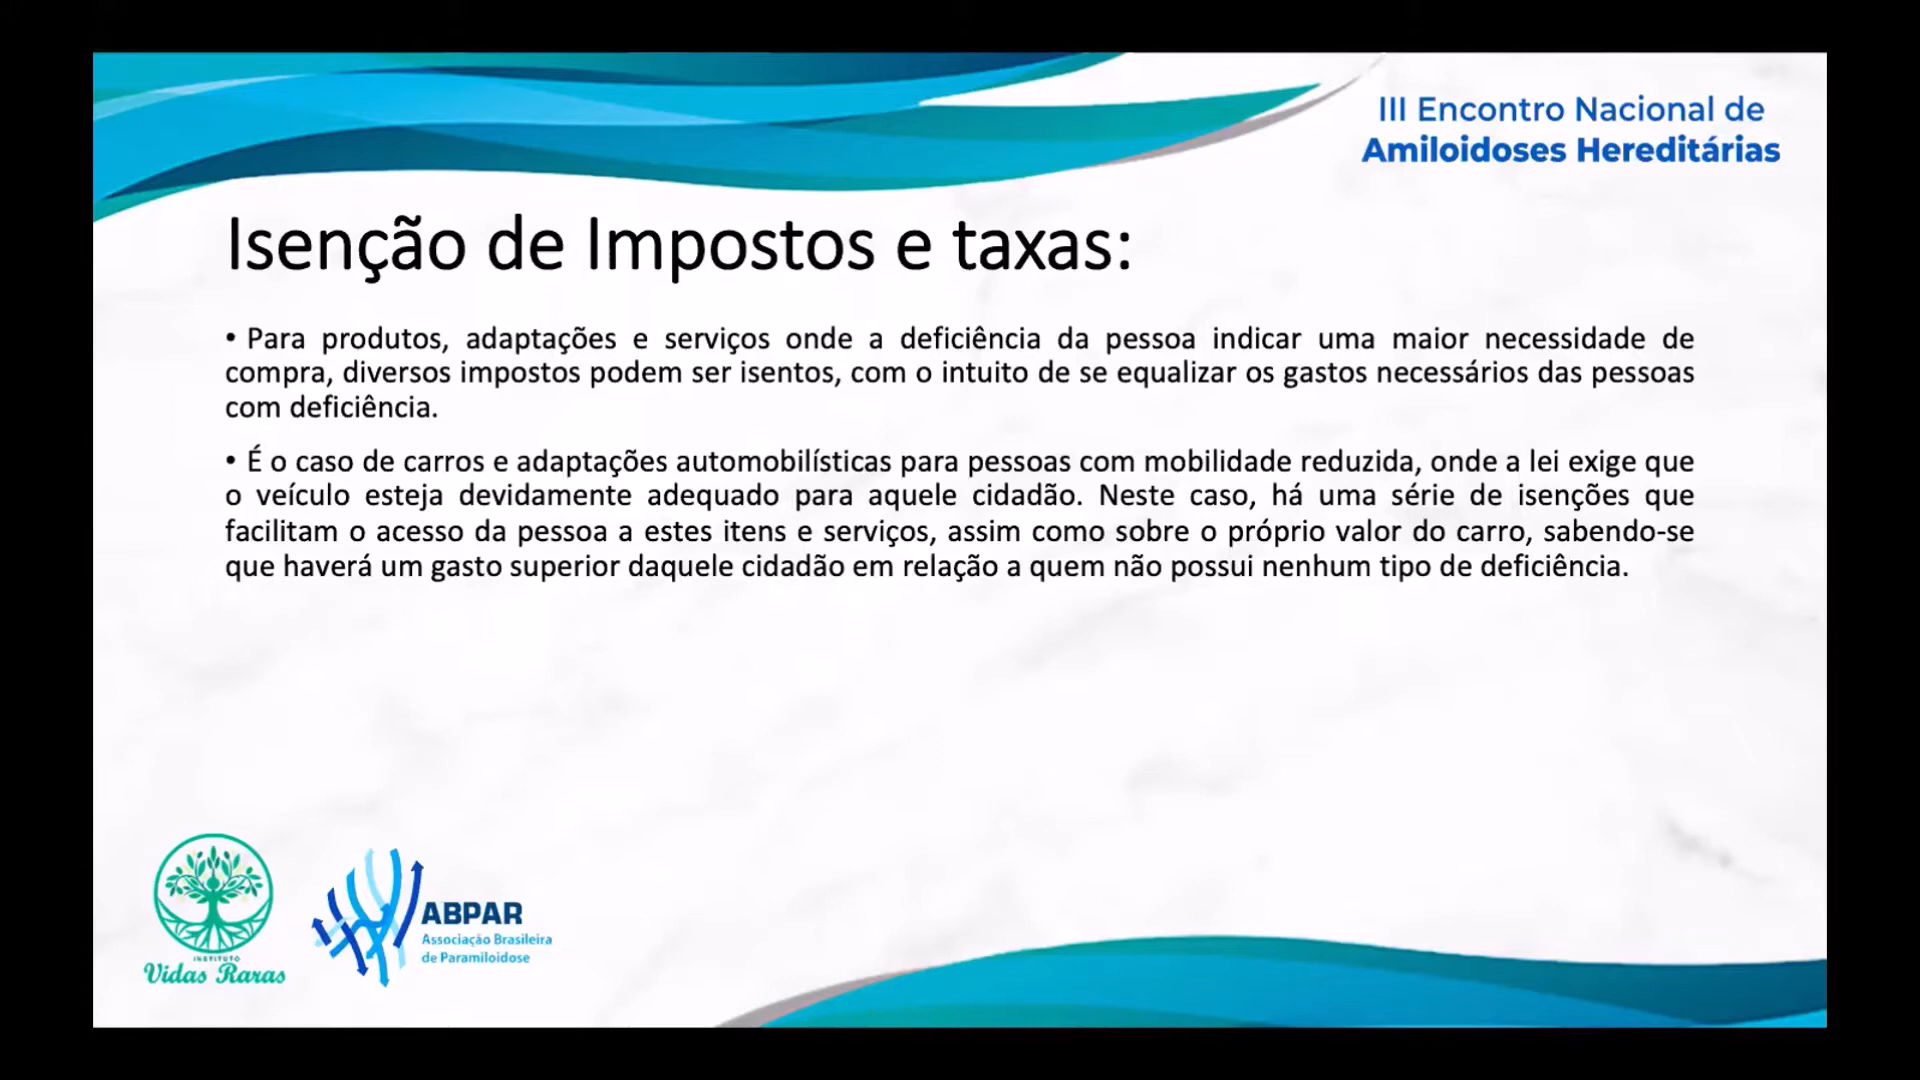 III Encontro Nacional de
Amiloidoses Hereditárias
Isenção de Impostos e taxas:
• Para produtos, adaptações e serviços onde a deficiência da pessoa indicar uma maior necessidade de
compra, diversos impostos podem ser isentos, com o intuito de se equalizar os gastos necessários das pessoas
com deficiência.
• É o caso de carros e adaptações automobilísticas para pessoas com mobilidade reduzida, onde a lei exige que
o veículo esteja devidamente adequado para aquele cidadão. Neste caso, há uma série de isenções que
facilitam o acesso da pessoa a estes itens e serviços, assim como sobre o próprio valor do carro, sabendo-se
que haverá um gasto superior daquele cidadão em relação a quem não possui nenhum tipo de deficiência.
INSTITUTO
Vidas Raras
ABPAR
Associação Brasileira
de Paramiloidose